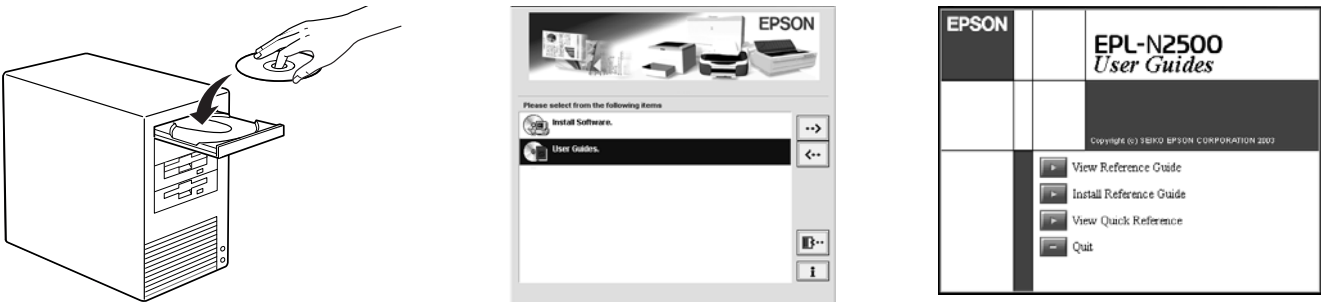 EPSON
Please select from the following items
Install Software.
User Guides.
-->
<--
i
EPSON
EPL-N2500
User Guides
Copyright (c) SEIKO EPSON CORPORATION 2003
View Reference Guide
Install Reference Guide
View Quick Reference
Quit